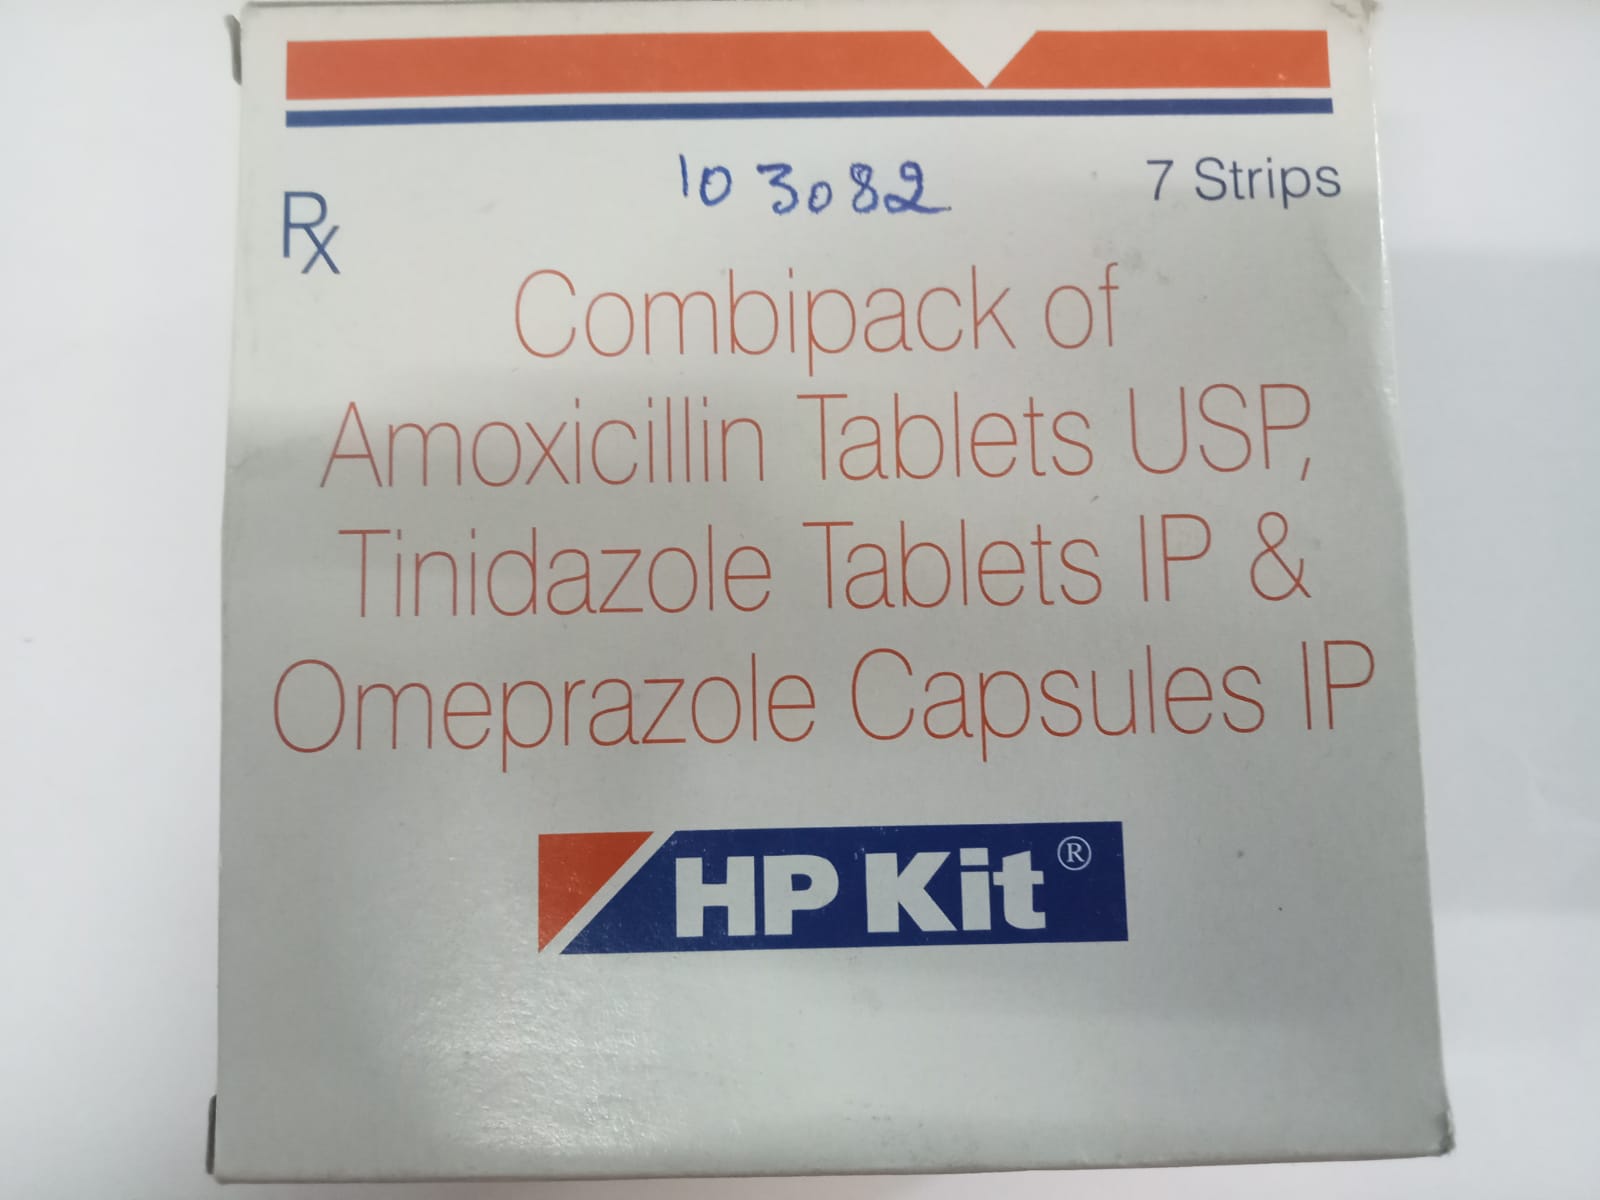 103082
7 Strips
Rx
Combipack of
Amoxicillin Tablets USP,
Tinidazole Tablets IP &
Omeprazole Capsules IP
HP Kit®